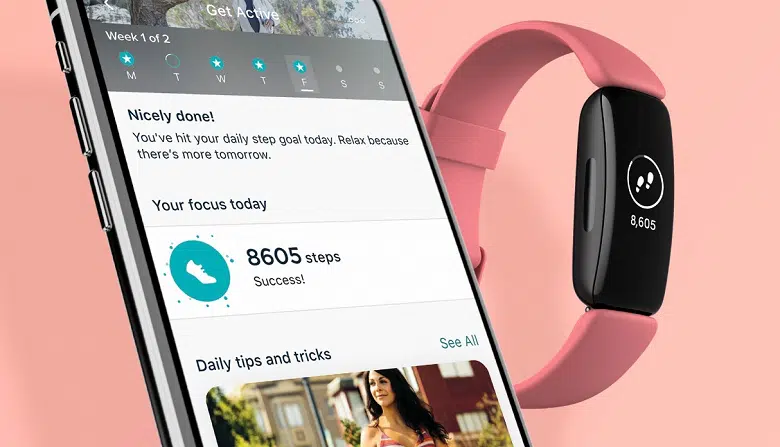 Get Active
Week 1 of 2
M T W T F S S
Nicely done!
You've hit your daily step goal today. Relax because
there's more tomorrow.
Your focus today
8605 steps
Success!
Daily tips and tricks
See All
8,605